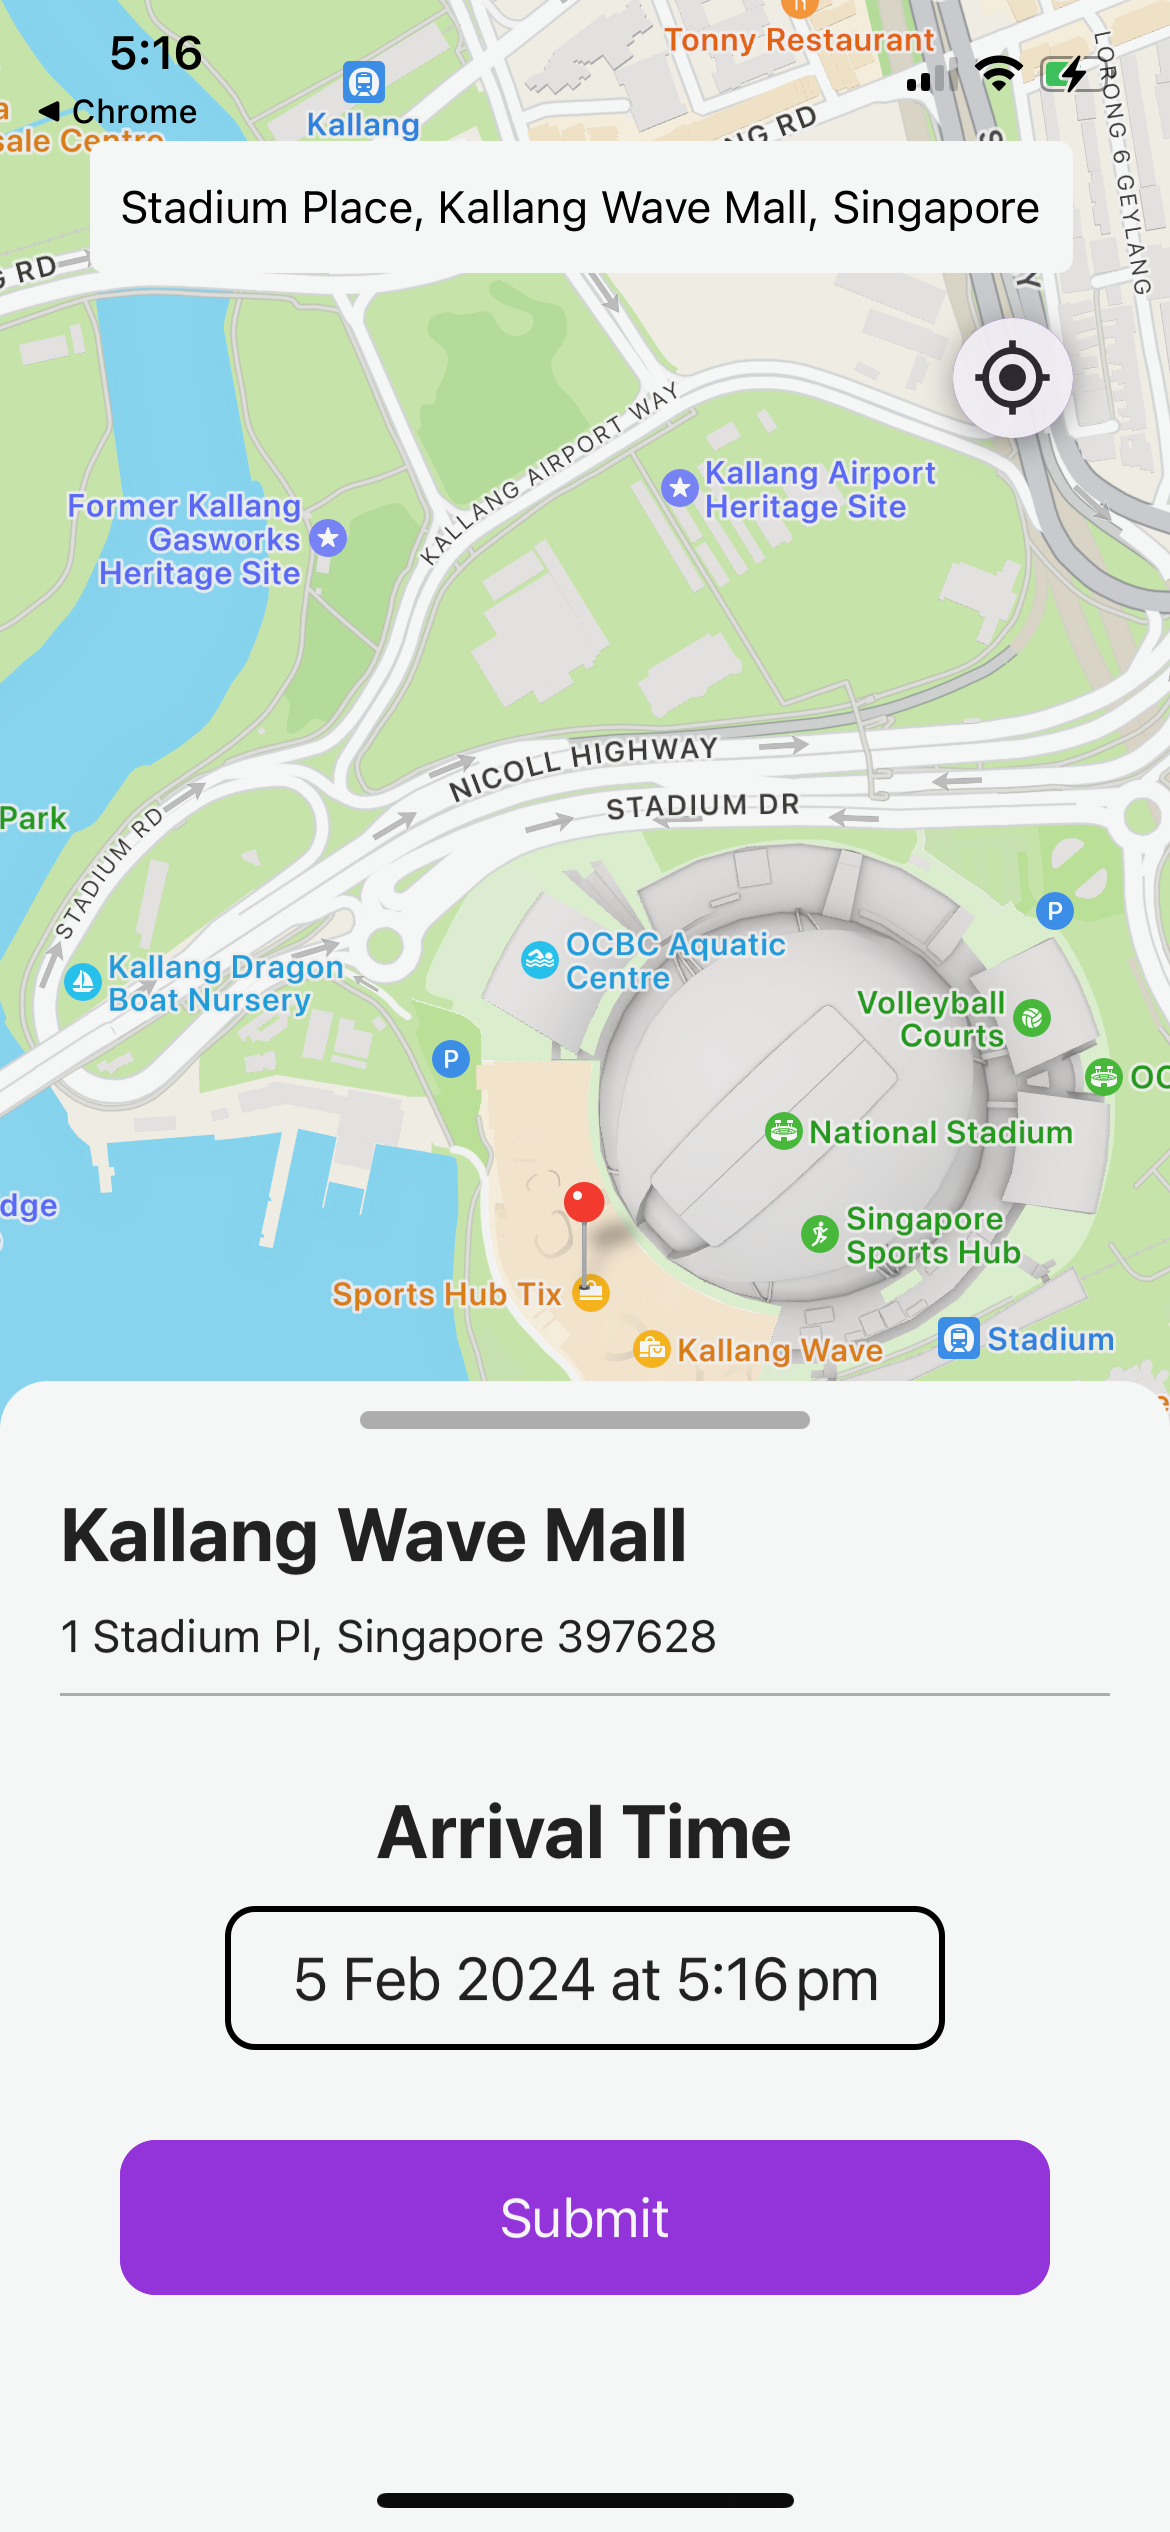 5:16
Tonny Restaurant
Chrome
Kallang
sale Centre
NG RD
LORONG 6 GEYLANG
Stadium Place, Kallang Wave Mall, Singapore
G RD
KALLANG AIRPORT WAY
Kallang Airport
Heritage Site
Former Kallang
Gasworks
Heritage Site
NICOLL HIGHWAY
STADIUM DR
Park
STADIUM RD
P
OCBC Aquatic
Centre
Kallang Dragon
Boat Nursery
Volleyball
Courts
P
OC
National Stadium
dge
Singapore
Sports Hub
Sports Hub Tix
Kallang Wave
Stadium
Kallang Wave Mall
1 Stadium Pl, Singapore 397628
Arrival Time
5 Feb 2024 at 5:16 pm
Submit